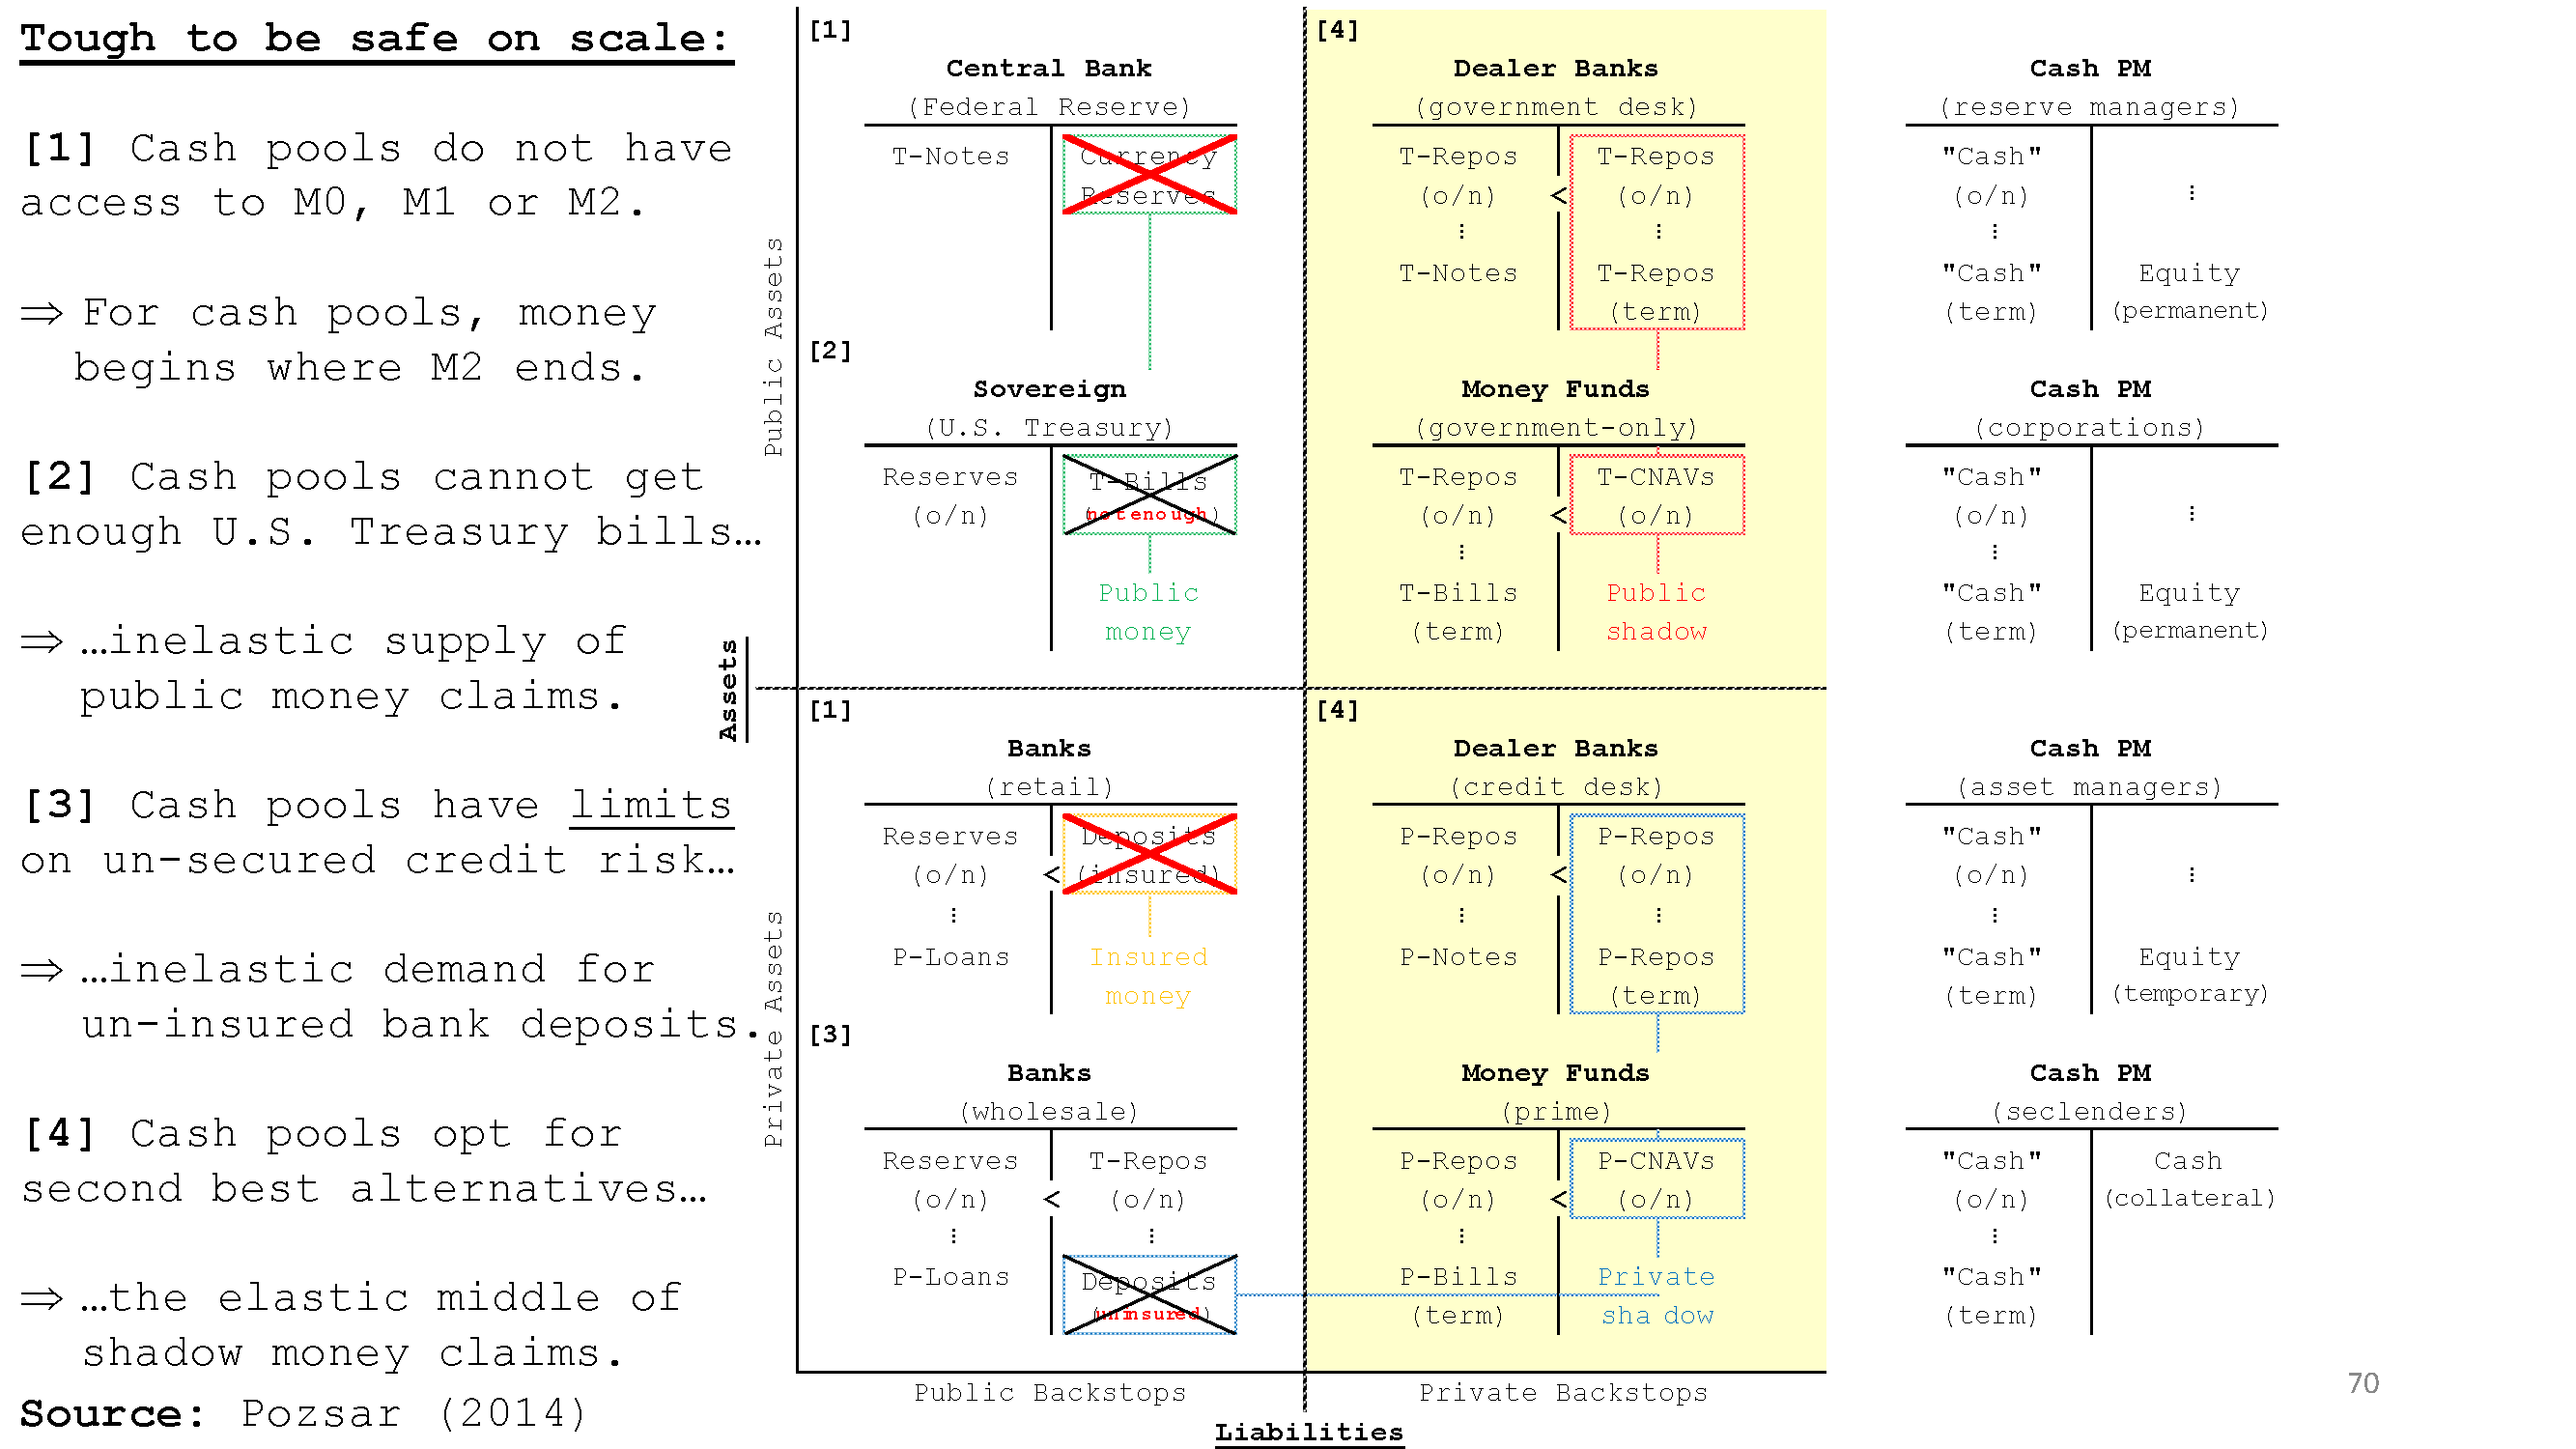 Tough to be safe on scale:
[1] Cash pools do not have
access to M0, M1 or M2.
⇒ For cash pools, money
begins where M2 ends.
[2] Cash pools cannot get
enough U.S. Treasury bills…
⇒ …inelastic supply of
public money claims.
[3] Cash pools have limits
on un-secured credit risk…
⇒ …inelastic demand for
un-insured bank deposits.
[4] Cash pools opt for
second best alternatives…
⇒ …the elastic middle of
shadow money claims.
Source: Pozsar (2014)
Assets
Public Assets
Private Assets
[1]
Central Bank
(Federal Reserve)
T-Notes
Currency
Reserves
[2]
Sovereign
(U.S. Treasury)
Reserves
(o/n)
T-Bills
(not enough)
Public
money
[4]
Dealer Banks
(government desk)
T-Repos
(o/n)
⋮
T-Notes
<
T-Repos
(o/n)
⋮
T-Repos
(term)
Money Funds
(government-only)
T-Repos
(o/n)
⋮
T-Bills
(term)
<
T-CNAVs
(o/n)
Public
shadow
Cash PM
(reserve managers)
"Cash"
(o/n)
⋮
"Cash"
(term)
⋮
Equity
(permanent)
Cash PM
(corporations)
"Cash"
(o/n)
⋮
"Cash"
(term)
⋮
Equity
(permanent)
[1]
Banks
(retail)
Reserves
(o/n)
⋮
P-Loans
<
Deposits
(insured)
Insured
money
[3]
Banks
(wholesale)
Reserves
(o/n)
⋮
P-Loans
<
T-Repos
(o/n)
⋮
Deposits
(uninsured)
[4]
Dealer Banks
(credit desk)
P-Repos
(o/n)
⋮
P-Notes
<
P-Repos
(o/n)
⋮
P-Repos
(term)
Money Funds
(prime)
P-Repos
(o/n)
⋮
P-Bills
(term)
<
P-CNAVs
(o/n)
Private
sha dow
Cash PM
(asset managers)
"Cash"
(o/n)
⋮
"Cash"
(term)
⋮
Equity
(temporary)
Cash PM
(seclenders)
"Cash"
(o/n)
⋮
"Cash"
(term)
Cash
(collateral)
Public Backstops
Private Backstops
Liabilities
70